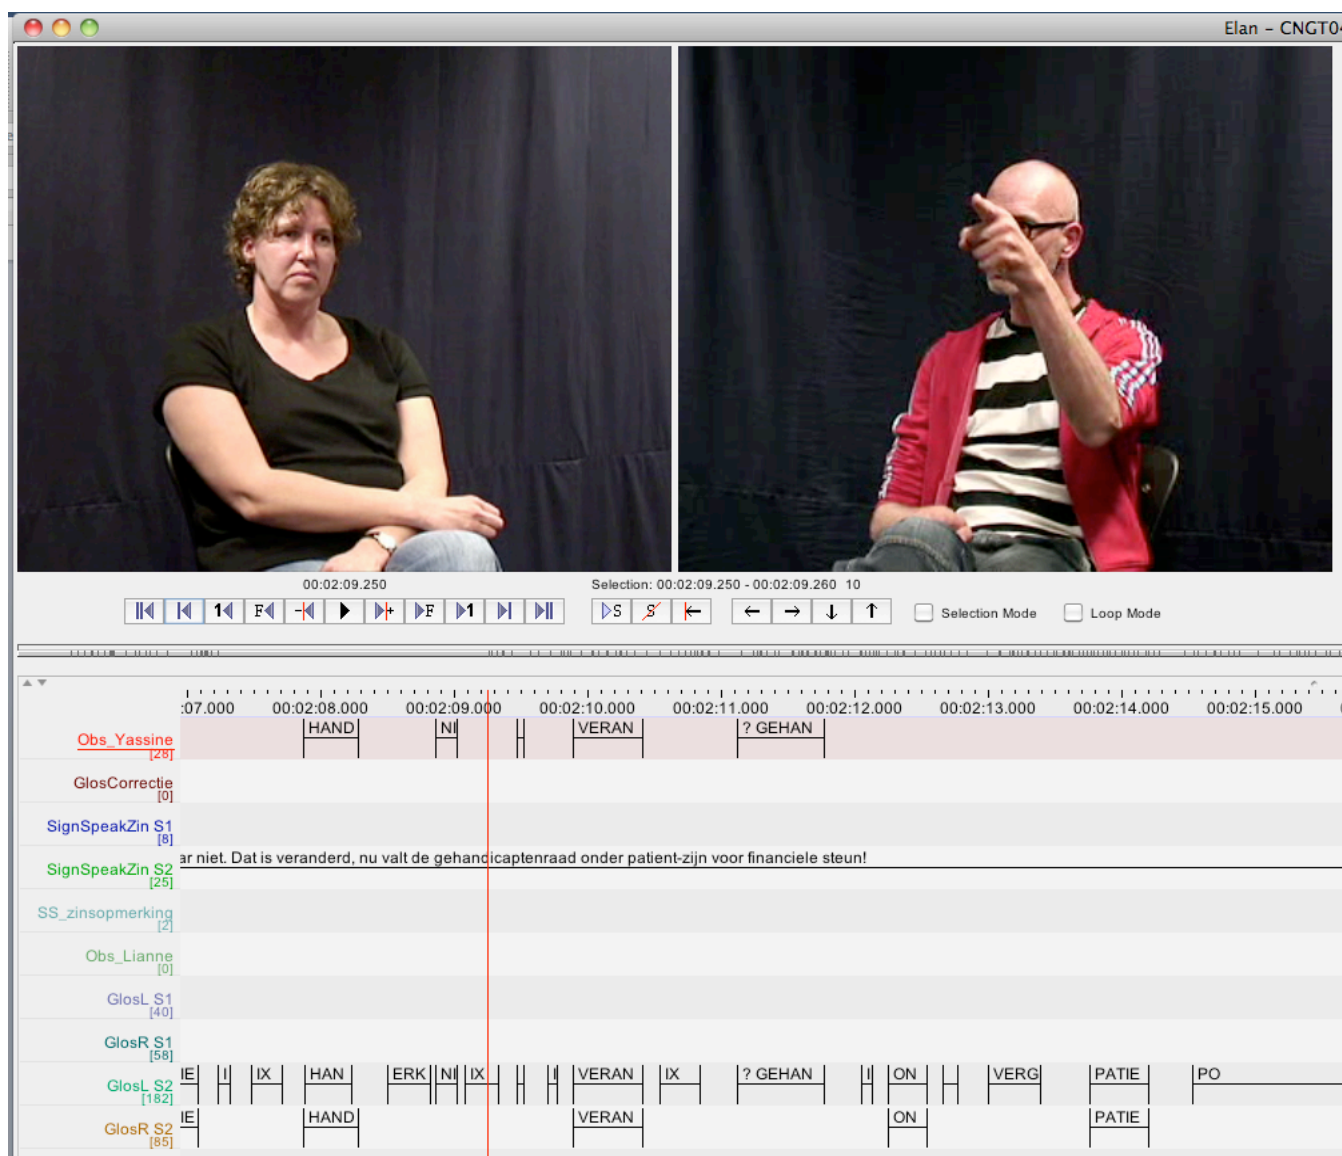 Elan - CNGT04
00:02:09.250
Selection: 00:02:09.250 - 00:02:09.260 10
1
F
F
1
S
S
Selection Mode
Loop Mode
:07.000 00:02:08.000 00:02:09.000 00:02:10.000 00:02:11.000 00:02:12.000 00:02:13.000 00:02:14.000 00:02:15.000
Obs_Yassine HAND NI VERAN ? GEHAN
[28]
GlosCorrectie
[0]
SignSpeakZin S1
[8]
SignSpeakZin S2 ar niet. Dat is veranderd, nu valt de gehandicaptenraad onder patient-zijn voor financiele steun!
[25]
SS_zinsopmerking
[2]
Obs_Lianne
[0]
GlosL S1
[40]
GlosR S1
[58]
GlosL S2 IE I IX HAN ERK NI IX I VERAN IX ? GEHAN I ON VERG PATIE PO
[182]
GlosR S2 IE HAND VERAN ON PATIE
[85]